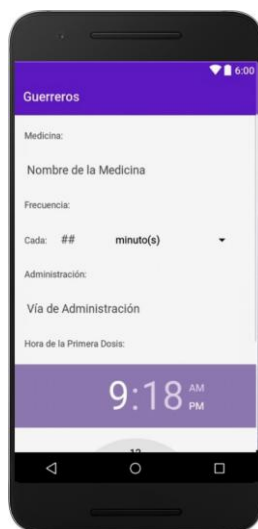 6:00
Guerreros
Medicina:
Nombre de la Medicina
Frecuencia:
Cada: ## minuto(s)
Administración:
Vía de Administración
Hora de la Primera Dosis:
9:18 AM
PM
12